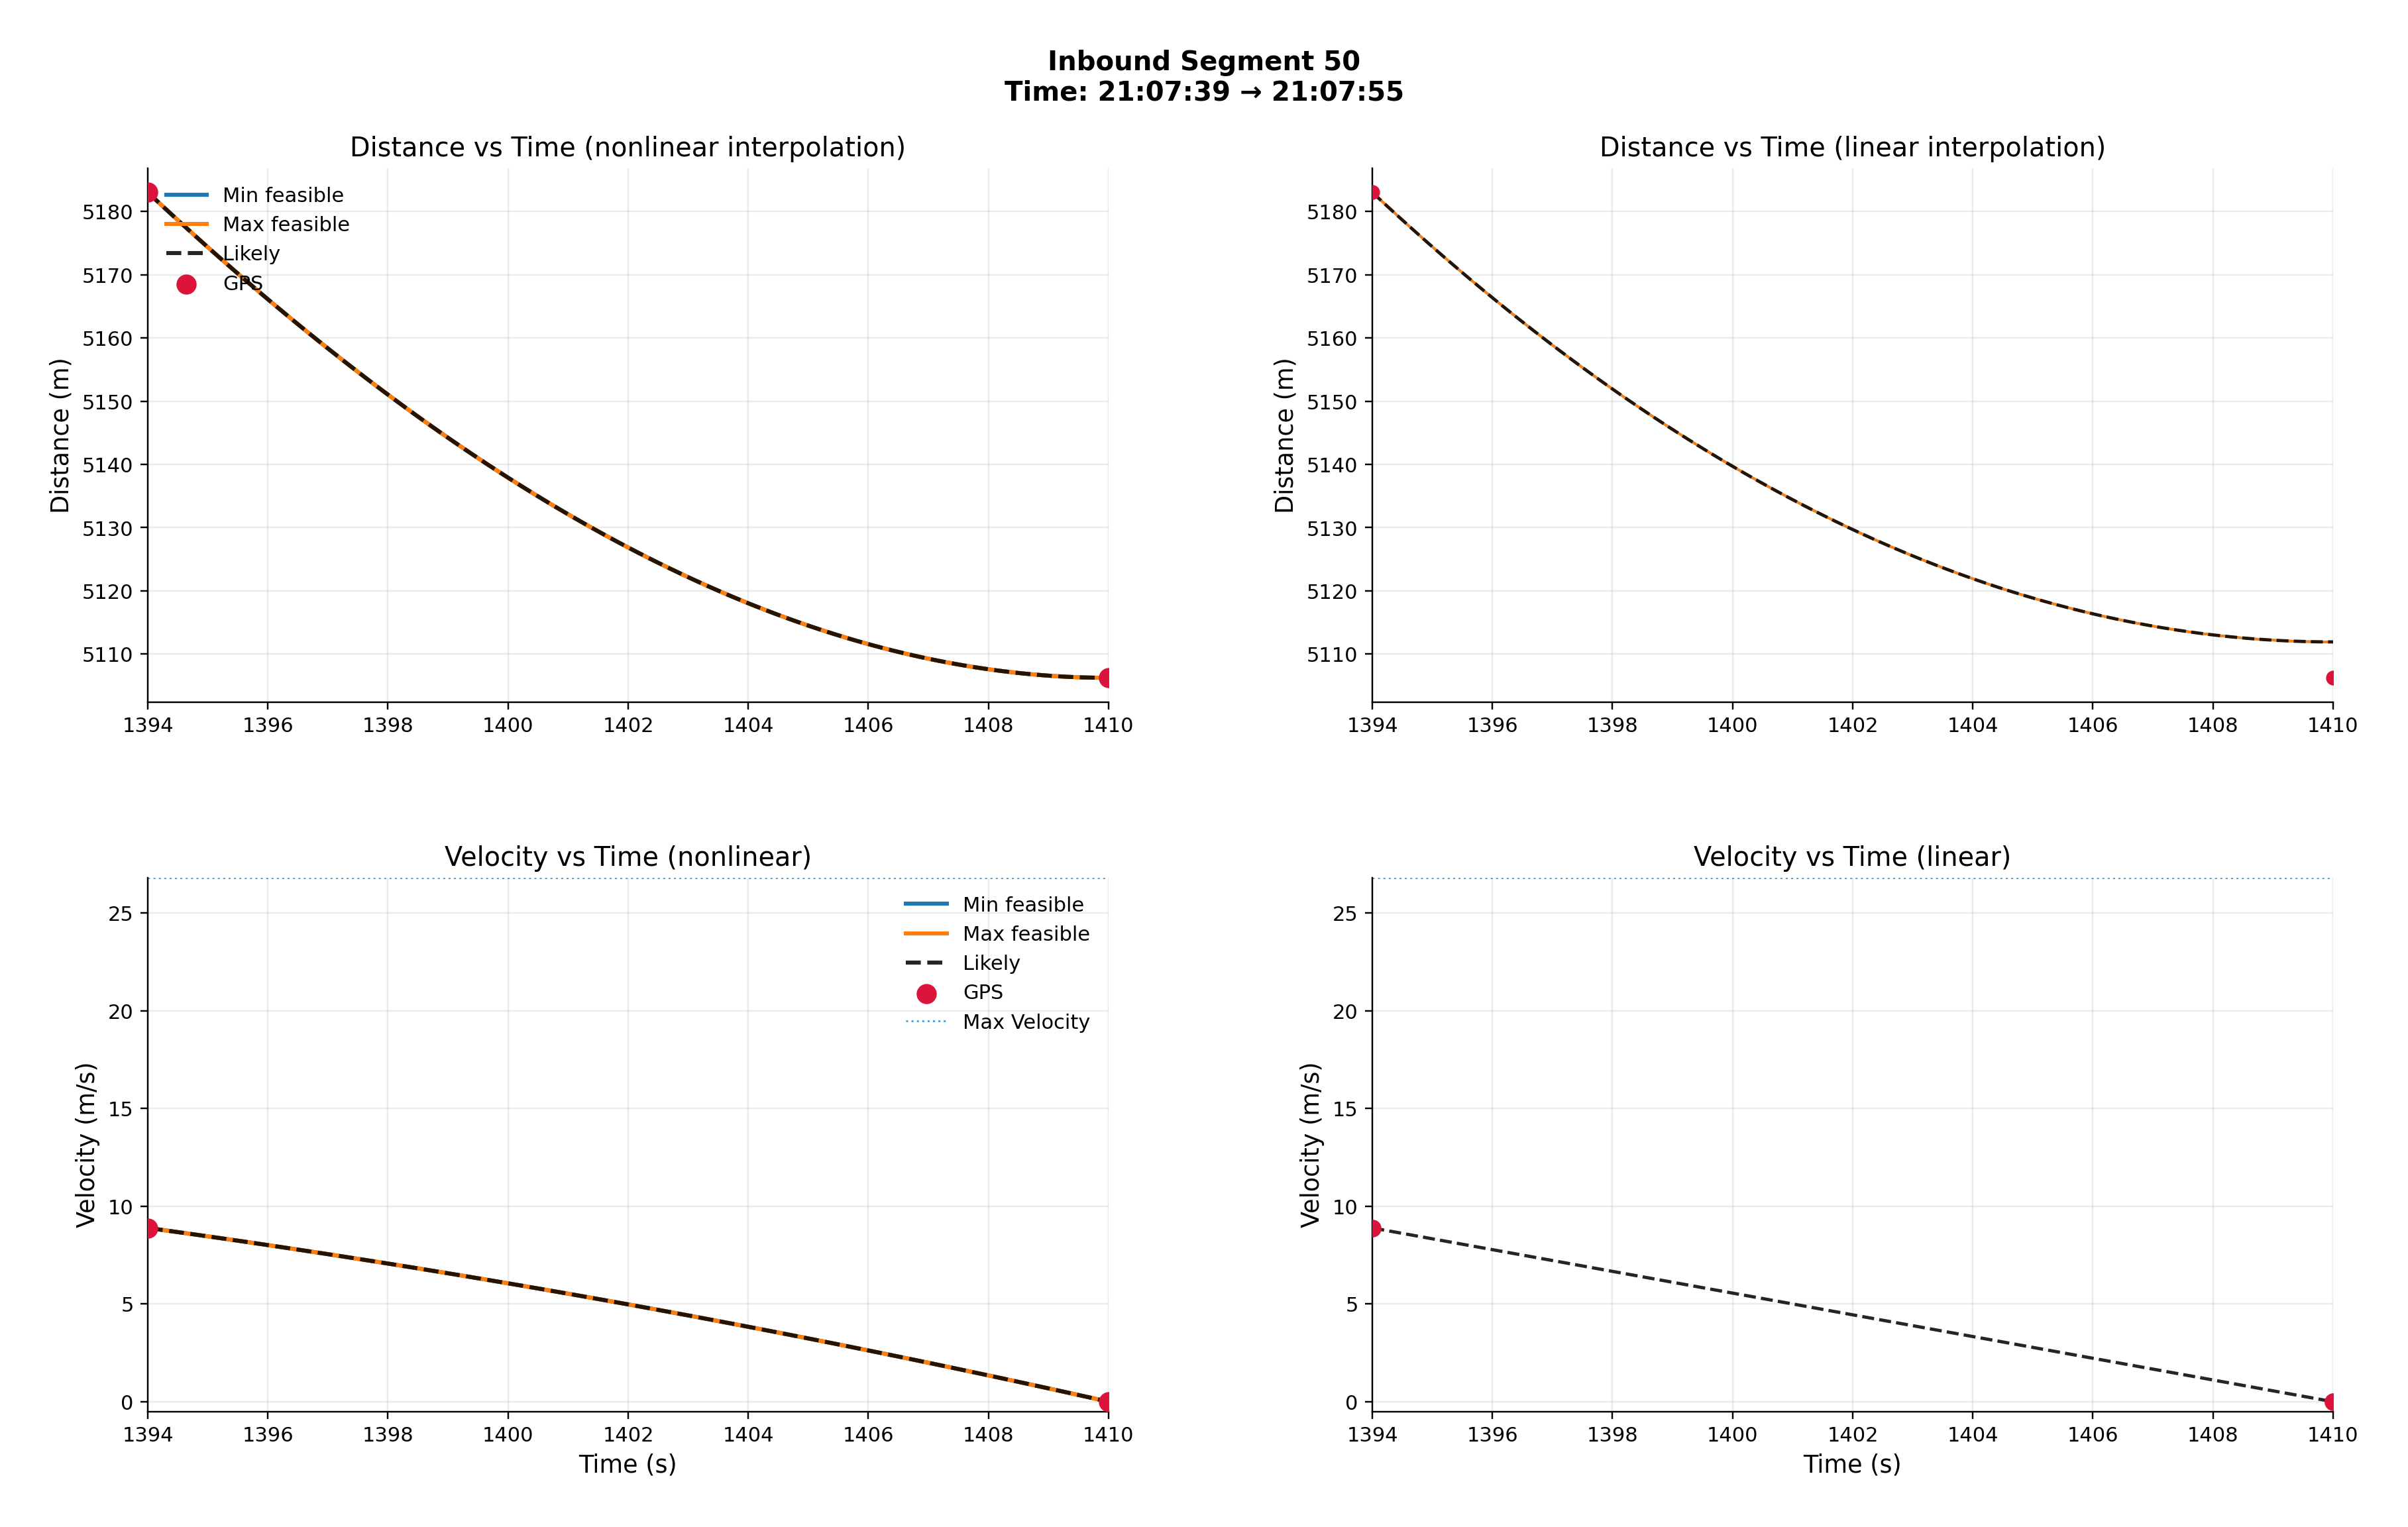 Inbound Segment 50
Time: 21:07:39 → 21:07:55
Distance vs Time (nonlinear interpolation)
Distance (m)
5180
5170
5160
5150
5140
5130
5120
5110
Min feasible
Max feasible
Likely
GPS
1394 1396 1398 1400 1402 1404 1406 1408 1410
Distance vs Time (linear interpolation)
Distance (m)
5180
5170
5160
5150
5140
5130
5120
5110
1394 1396 1398 1400 1402 1404 1406 1408 1410
Velocity vs Time (nonlinear)
Velocity (m/s)
25
20
15
10
5
0
Min feasible
Max feasible
Likely
GPS
Max Velocity
1394 1396 1398 1400 1402 1404 1406 1408 1410
Time (s)
Velocity vs Time (linear)
Velocity (m/s)
25
20
15
10
5
0
1394 1396 1398 1400 1402 1404 1406 1408 1410
Time (s)